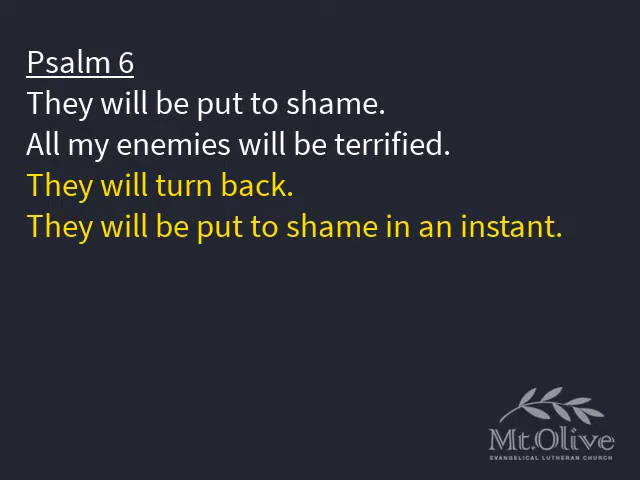 Psalm 6
They will be put to shame.
All my enemies will be terrified.
They will turn back.
They will be put to shame in an instant.
Mt.Olive
EVANGELICAL LUTHERAN CHURCH